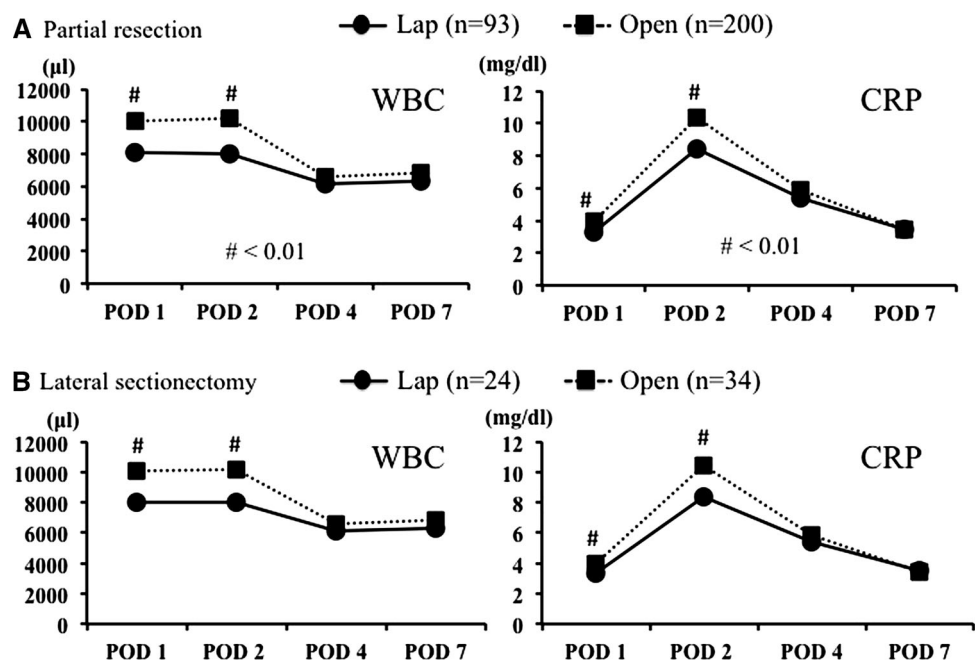 A Partial resection Lap (n=93) Open (n=200)
(µl)
WBC
12000
10000
8000
6000
4000
2000
0
# #
# < 0.01
POD 1 POD 2 POD 4 POD 7
(mg/dl)
CRP
12
10
8
6
4
2
0
# #
# < 0.01
POD 1 POD 2 POD 4 POD 7
B Lateral sectionectomy Lap (n=24) Open (n=34)
(µl)
WBC
12000
10000
8000
6000
4000
2000
0
# #
POD 1 POD 2 POD 4 POD 7
(mg/dl)
CRP
12
10
8
6
4
2
0
# #
POD 1 POD 2 POD 4 POD 7